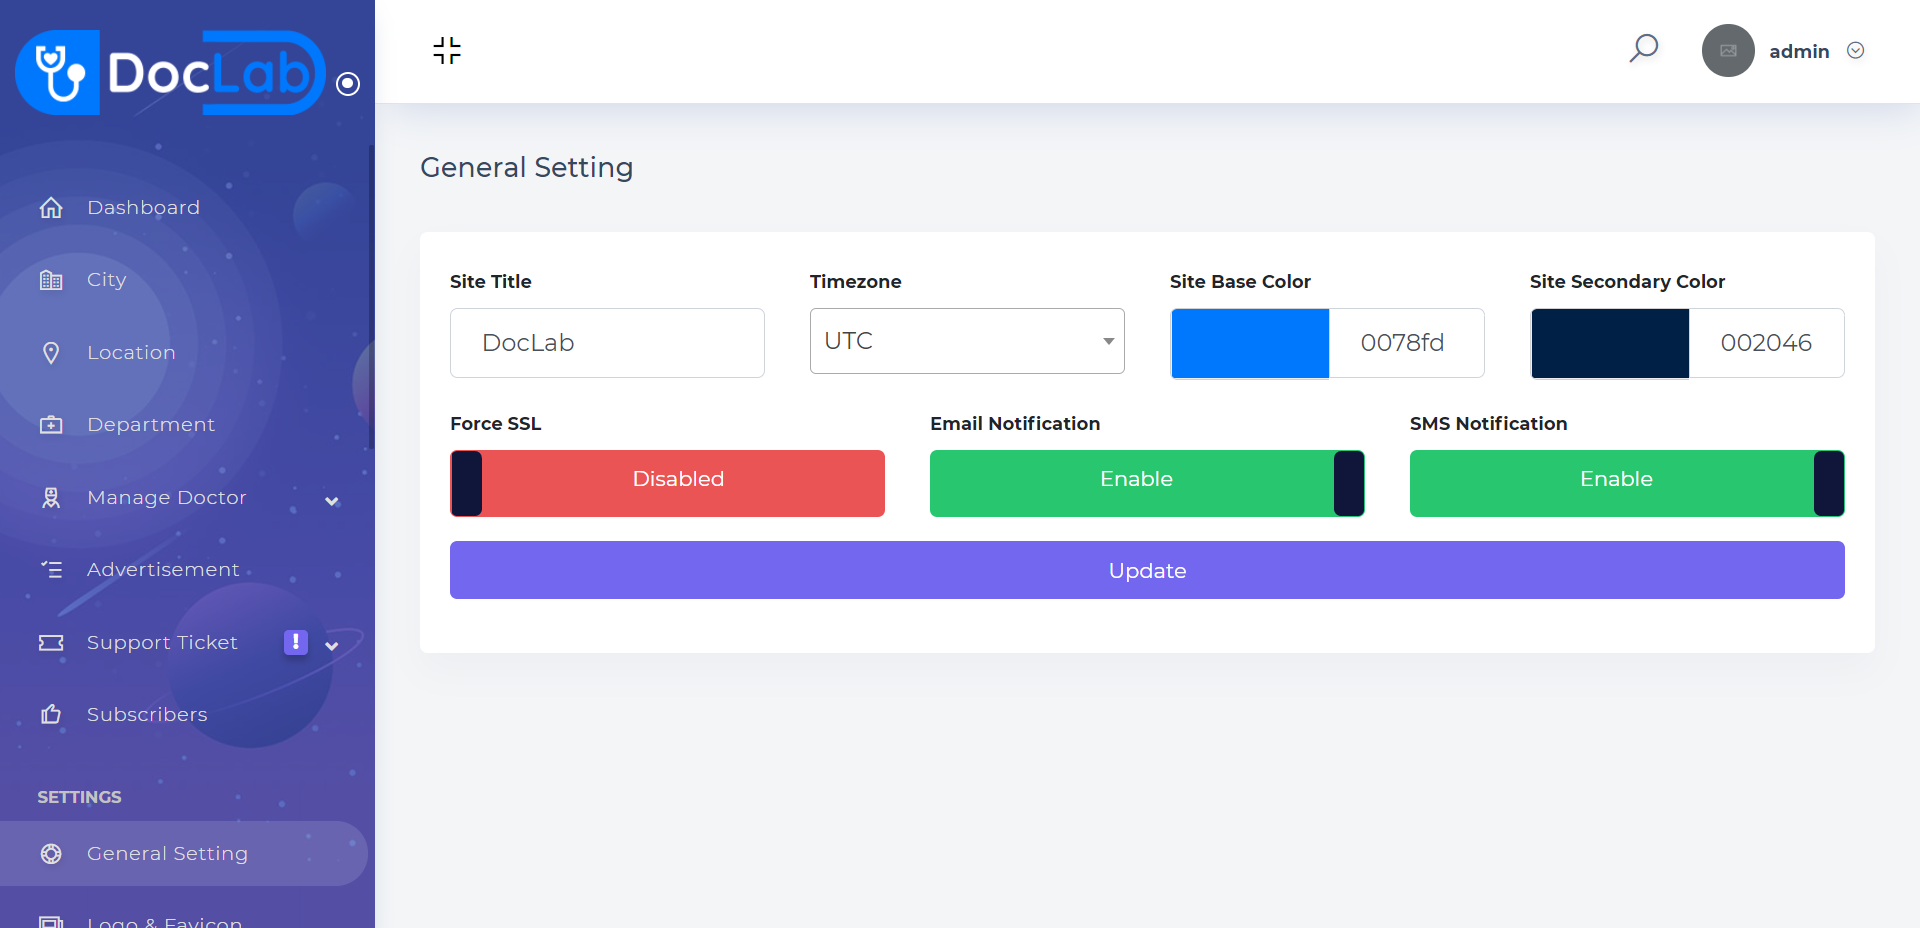 DocLab
Dashboard
City
Location
Department
Manage Doctor
Advertisement
Support Ticket !
Subscribers
SETTINGS
General Setting
Logo & Favicon
admin
General Setting
Site Title
DocLab
Timezone
UTC
Site Base Color
0078fd
Site Secondary Color
002046
Force SSL
Disabled
Email Notification
Enable
SMS Notification
Enable
Update